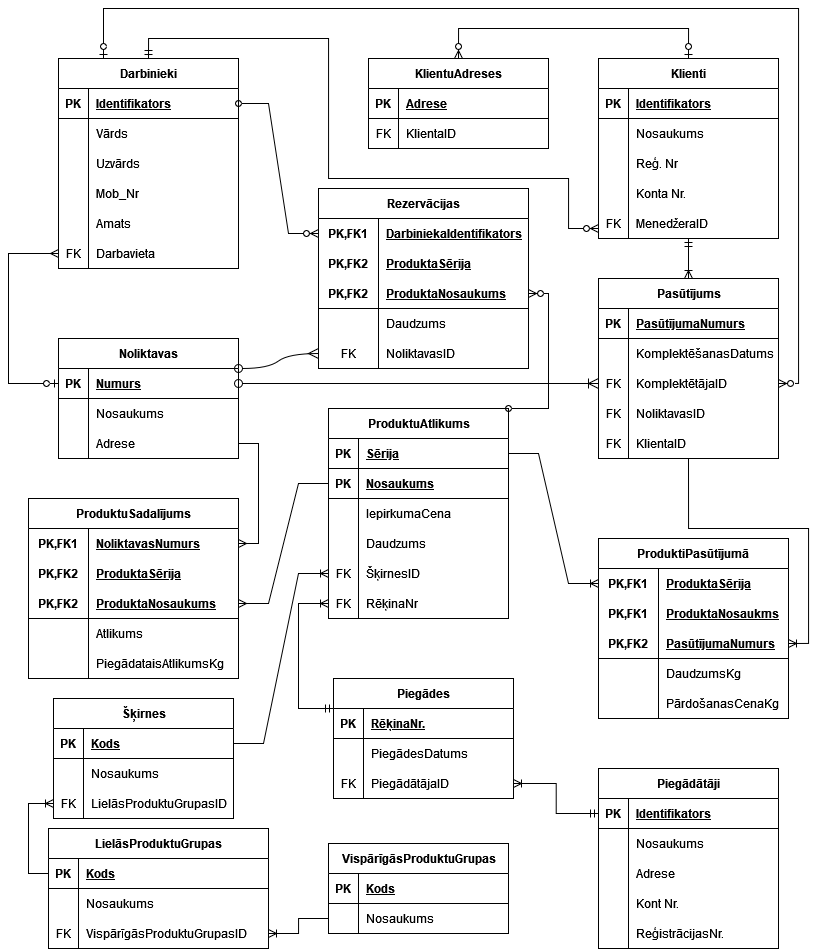 Darbinieki
PK Identifikators
Vārds
Uzvārds
Mob_Nr
Amats
FK Darbavieta
KlientuAdreses
PK Adrese
FK KlientaID
Klienti
PK Identifikators
Nosaukums
Reģ. Nr
Konta Nr.
FK MenedžeraID
Rezervācijas
PK,FK1 DarbiniekaIdentifikators
PK,FK2 ProduktaSērija
PK,FK2 ProduktaNosaukums
Daudzums
FK NoliktavasID
Pasūtījums
PK PasūtījumaNumurs
KomplektēšanasDatums
FK KomplektētājaID
FK NoliktavasID
FK KlientaID
Noliktavas
PK Numurs
Nosaukums
Adrese
ProduktuAtlikums
PK Sērija
PK Nosaukums
IepirkumaCena
Daudzums
FK ŠķirnesID
FK RēķinaNr
ProduktuSadalījums
PK,FK1 NoliktavasNumurs
PK,FK2 ProduktaSērija
PK,FK2 ProduktaNosaukums
Atlikums
PiegādataisAtlikumsKg
ProduktiPasūtījumā
PK,FK1 ProduktaSērija
PK,FK1 ProduktaNosaukms
PK,FK2 PasūtījumaNumurs
DaudzumsKg
PārdošanasCenaKg
Šķirnes
PK Kods
Nosaukums
FK LielāsProduktuGrupasID
Piegādes
PK RēķinaNr.
PiegādesDatums
FK PiegādātājaID
Piegādātāji
PK Identifikators
Nosaukums
Adrese
Kont Nr.
ReģistrācijasNr.
LielāsProduktuGrupas
PK Kods
Nosaukums
FK VispārīgāsProduktuGrupasID
VispārīgāsProduktuGrupas
PK Kods
Nosaukums